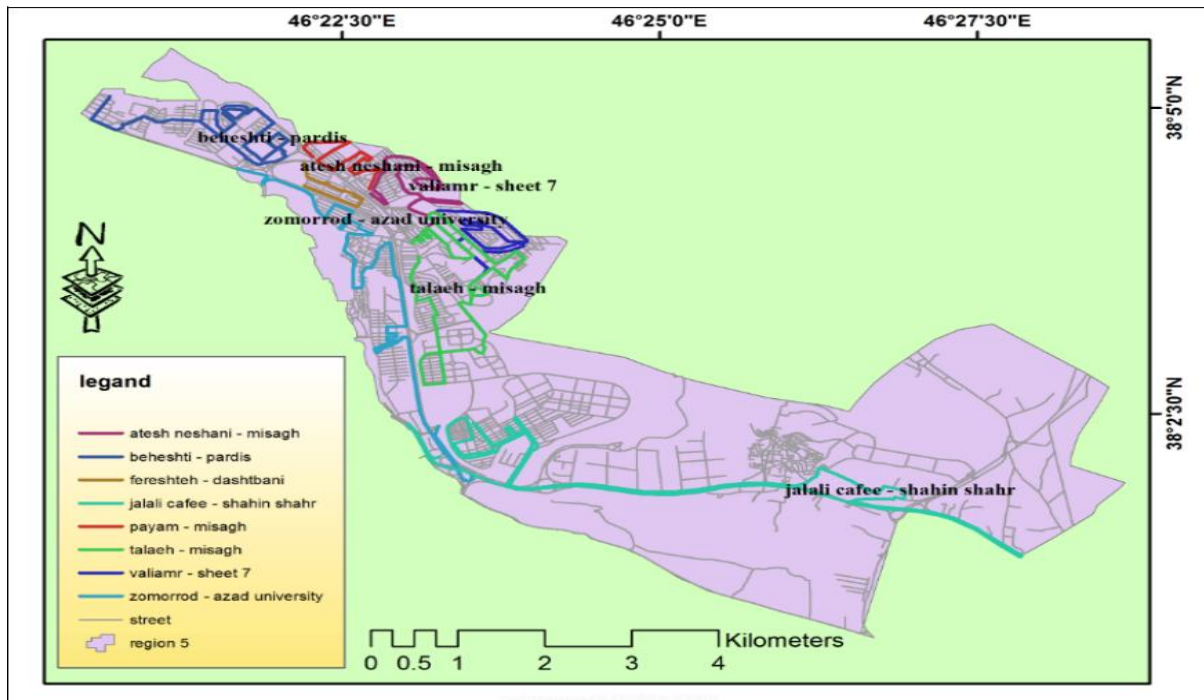 46°22'30"E 46°25'0"E 46°27'30"E
38°5'0"N
beheshti - pardis
atesh neshani - misagh
valiamr - sheet 7
zomorrod - azad university
N
talaeh - misagh
38°2'30"N
legand
atesh neshani - misagh
beheshti - pardis
fereshteh - dashtbani
jalali cafee - shahin shahr
payam - misagh
talaeh - misagh
valiamr - sheet 7
zomorrod - azad university
street
region 5
jalali cafee - shahin shahr
Kilometers
0 0.5 1 2 3 4